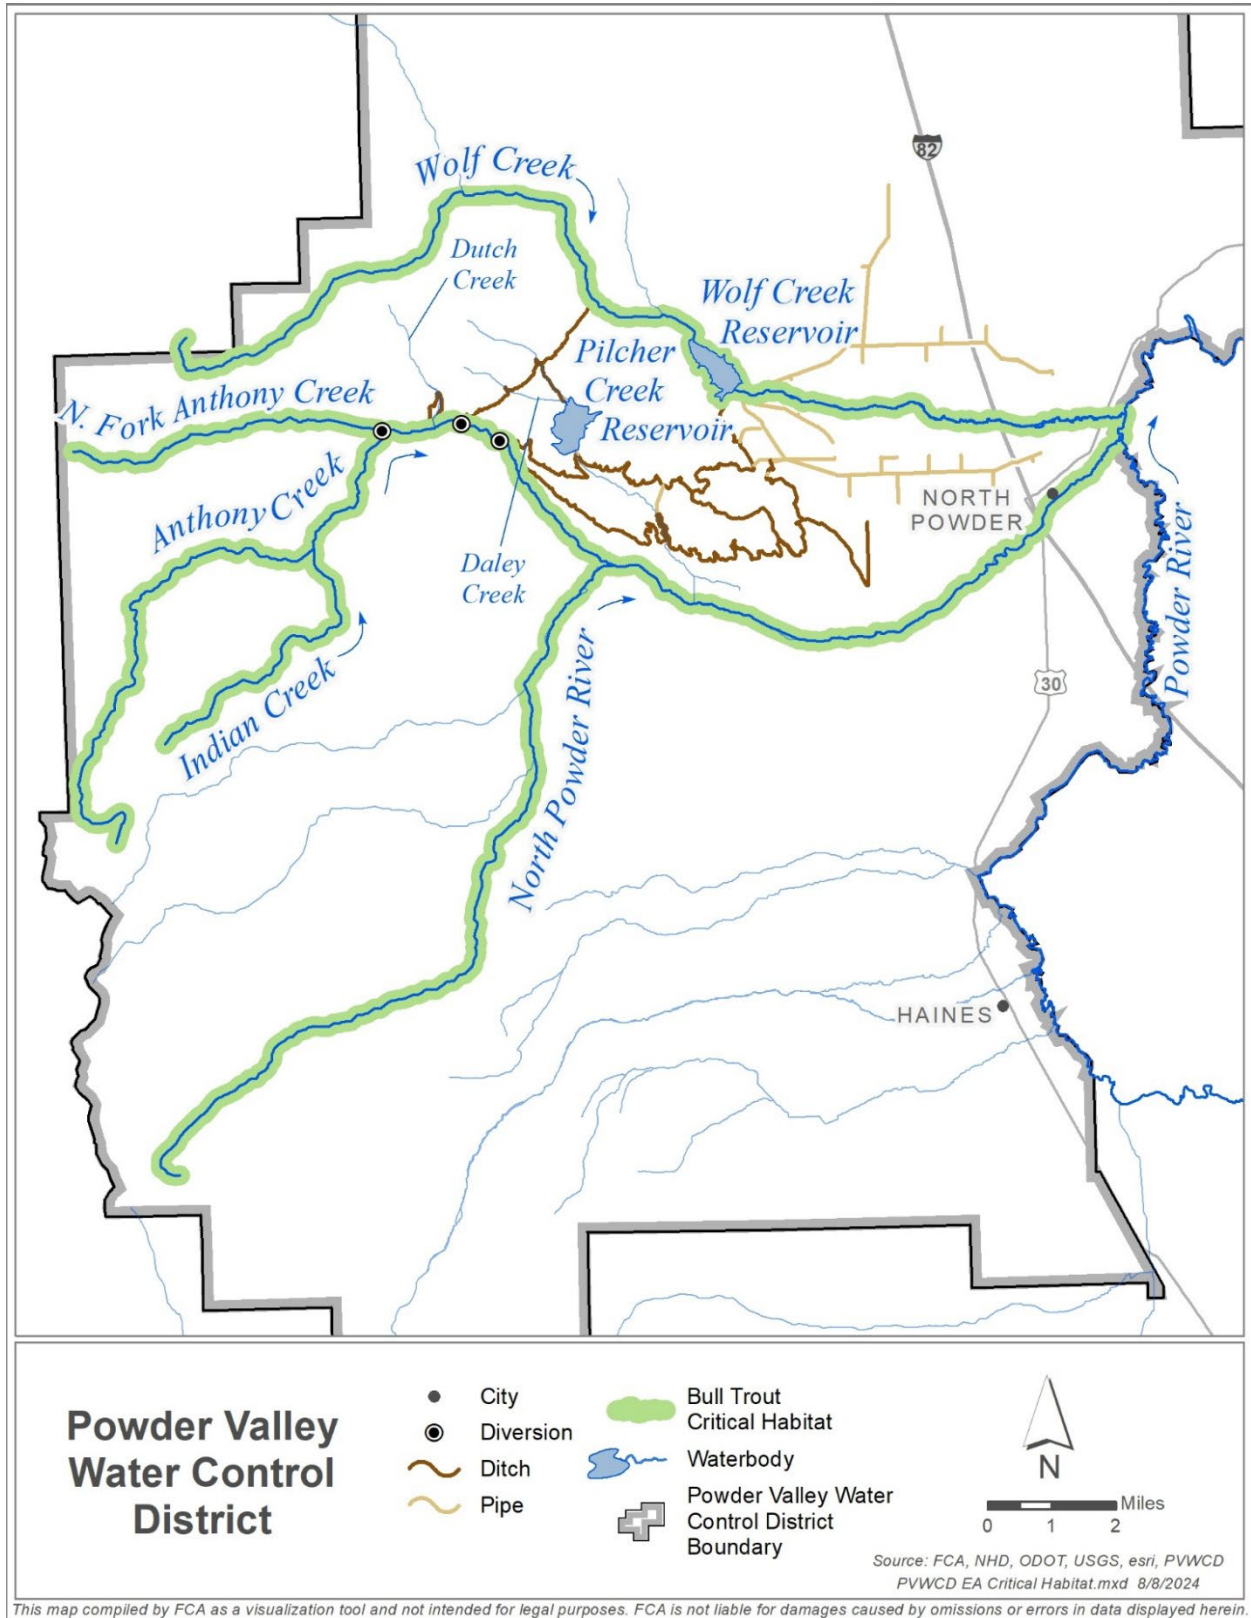 82
Wolf Creek
Dutch
Creek
Wolf Creek
Reservoir
Pilcher
Creek
Reservoir
N. Fork Anthony Creek
Anthony Creek
NORTH
POWDER
Daley
Creek
Powder River
30
Indian Creek
North Powder River
HAINES
Powder Valley
Water Control
District
City
Diversion
Ditch
Pipe
Bull Trout
Critical Habitat
Waterbody
Powder Valley Water
Control District
Boundary
N
Miles
0 1 2
Source: FCA, NHD, ODOT, USGS, esri, PVWCD
PVWCD EA Critical Habitat.mxd 8/8/2024
This map compiled by FCA as a visualization tool and not intended for legal purposes. FCA is not liable for damages caused by omissions or errors in data displayed herein